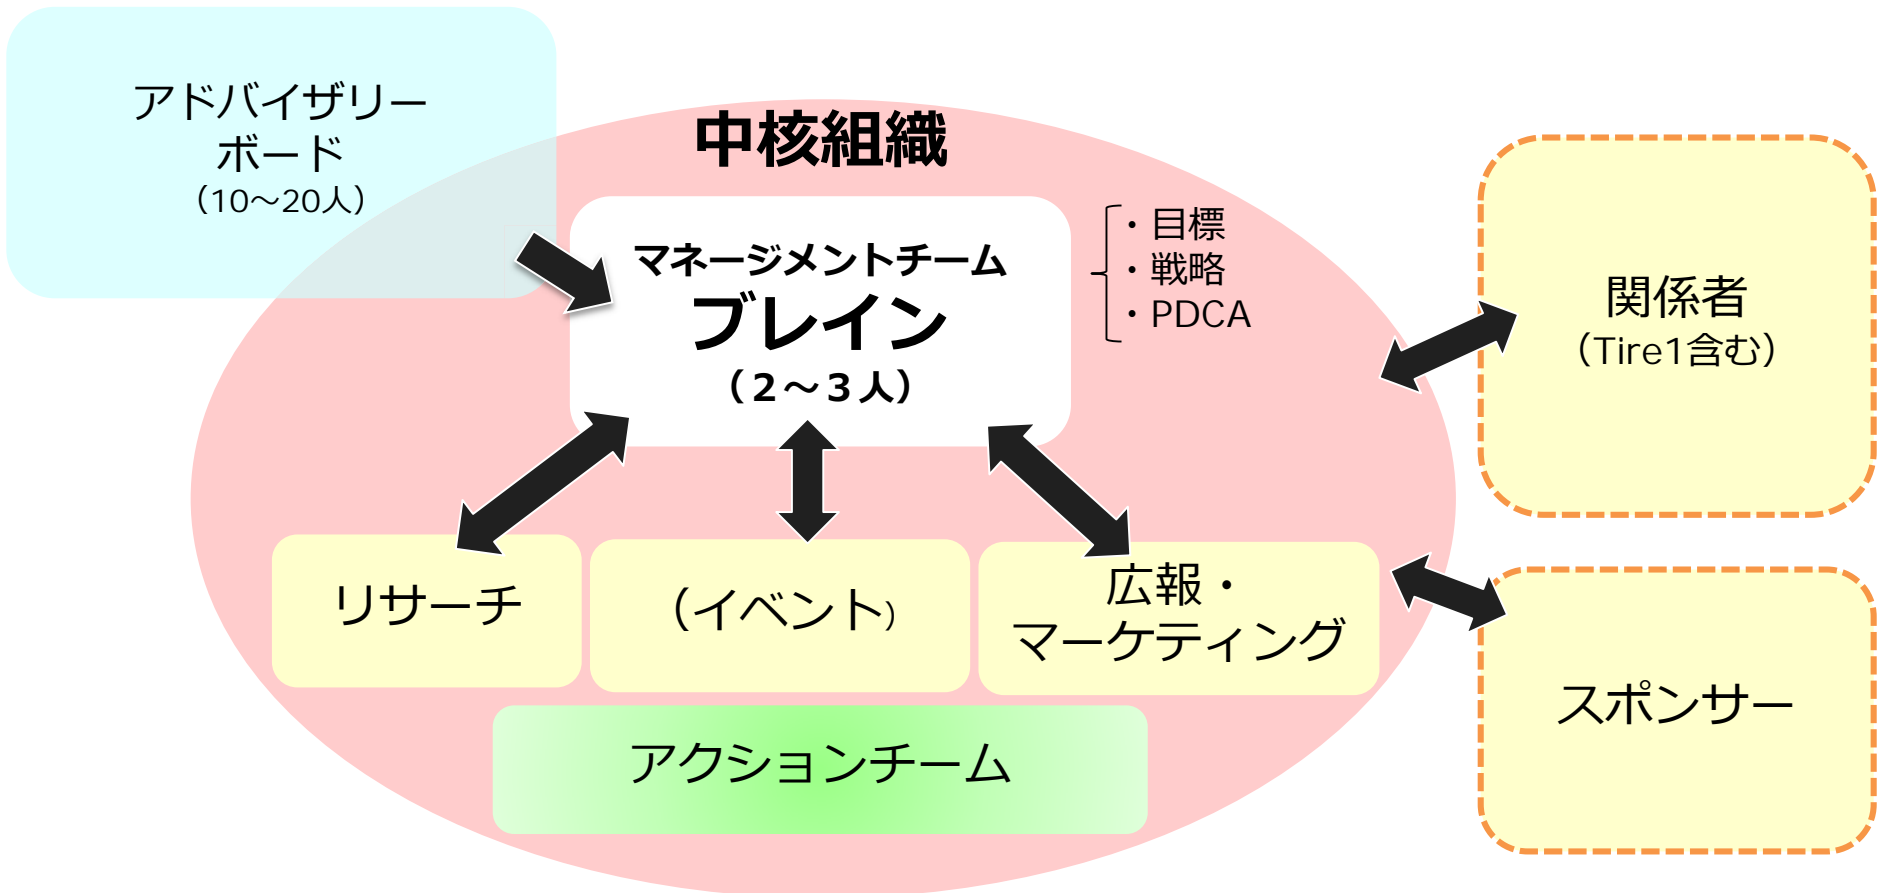 アドバイザリー
ボード
（10～20人）
中核組織
マネージメントチーム
ブレイン
（２～３人）
・目標
・戦略
・PDCA
関係者
（Tire1含む）
リサーチ
（イベント)
広報・
マーケティング
スポンサー
アクションチーム